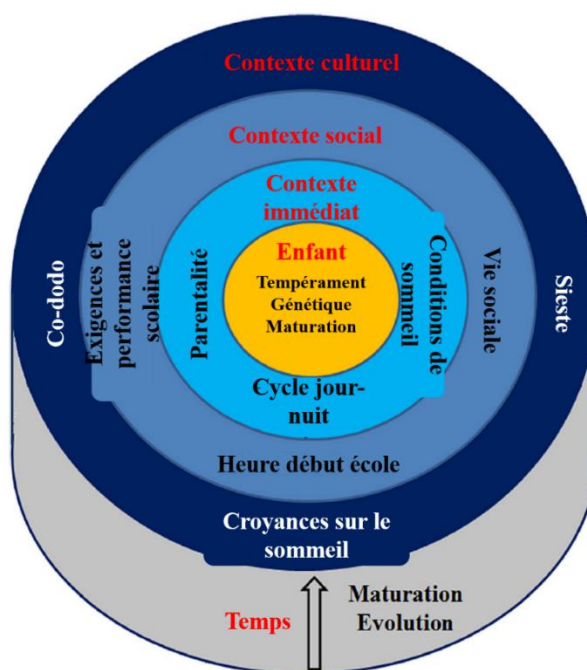 Contexte culturel
Contexte social
Contexte
immédiat
Enfant
Tempérament
Génétique
Maturation
Co-dodo
Exigences et
performance
scolaire
Parentalité
Conditions de
sommeil
Vie sociale
Sieste
Cycle jour-
nuit
Heure début école
Croyances sur le
sommeil
Temps
Maturation
Evolution